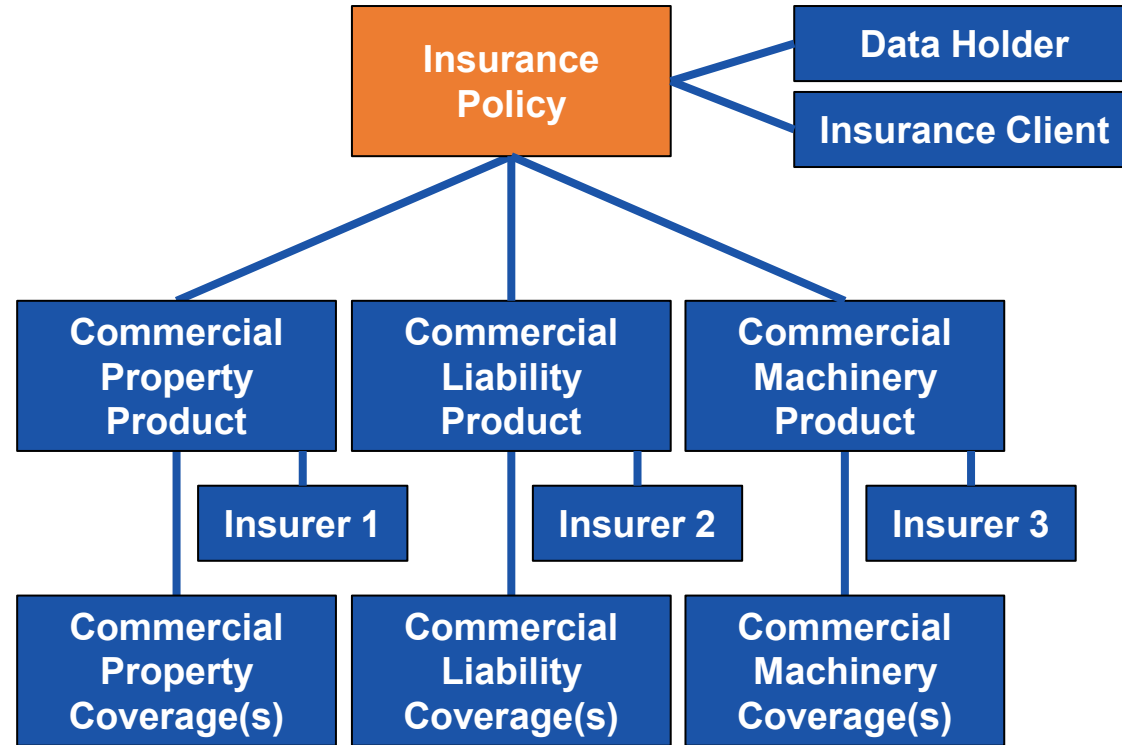 Insurance
Policy
Data Holder
Insurance Client
Commercial
Property
Product
Commercial
Liability
Product
Commercial
Machinery
Product
Insurer 1
Insurer 2
Insurer 3
Commercial
Property
Coverage(s)
Commercial
Liability
Coverage(s)
Commercial
Machinery
Coverage(s)